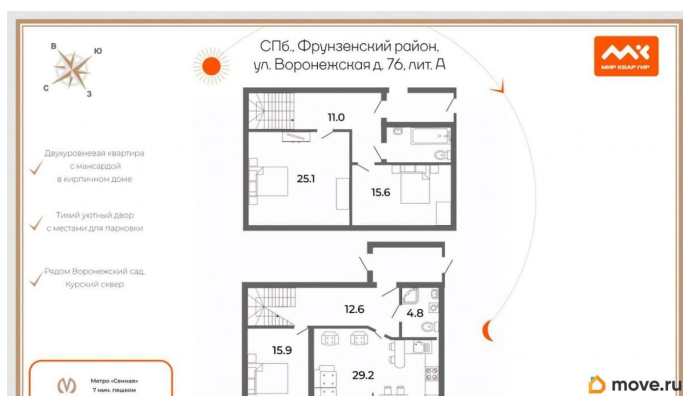 СПб., Фрунзенский район,
ул. Воронежская д. 76, лит. А
В
Ю
С
З
МИР КВАРТИР
Двухуровневая квартира
с мансардой
в кирпичном доме
Тихий уютный двор
с местами для парковки
Рядом Воронежский сад,
Курский сквер
Метро «Сенная»
7 мин. пешком
11.0
25.1
15.6
12.6
4.8
15.9
29.2
move.ru